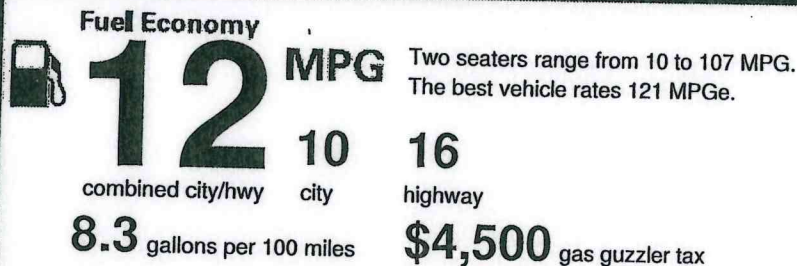 Fuel Economy
12 MPG
Two seaters range from 10 to 107 MPG.
The best vehicle rates 121 MPGe.
10 16
combined city/hwy city highway
8.3 gallons per 100 miles $4,500 gas guzzler tax